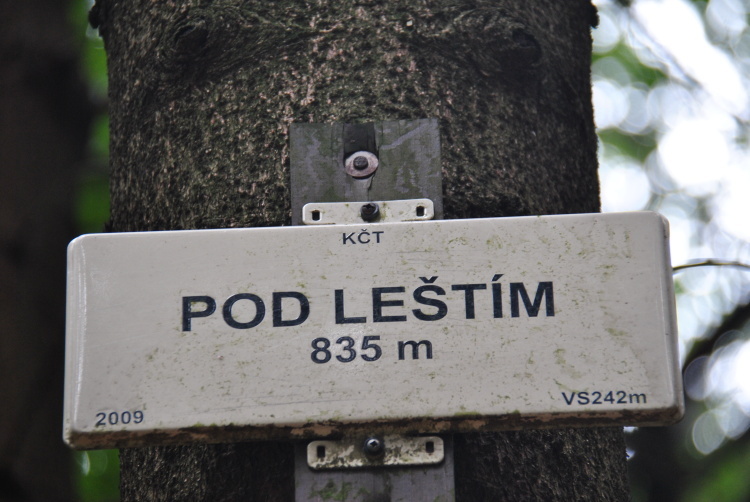 KČT
POD LEŠTÍM
835 m
2009 VS242m